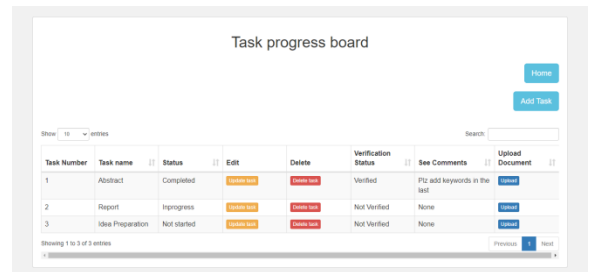 Task progress board
Home
Add Task
Show 10 entries
Search:
Task Number Task name Status Edit Delete Verification Status See Comments Upload Document
1 Abstract Completed Update task Delete task Verified Plz add keywords in the last Upload
2 Report Inprogress Update task Delete task Not Verified None Upload
3 Idea Preparation Not started Update task Delete task Not Verified None Upload
Showing 1 to 3 of 3 entries
Previous 1 Next